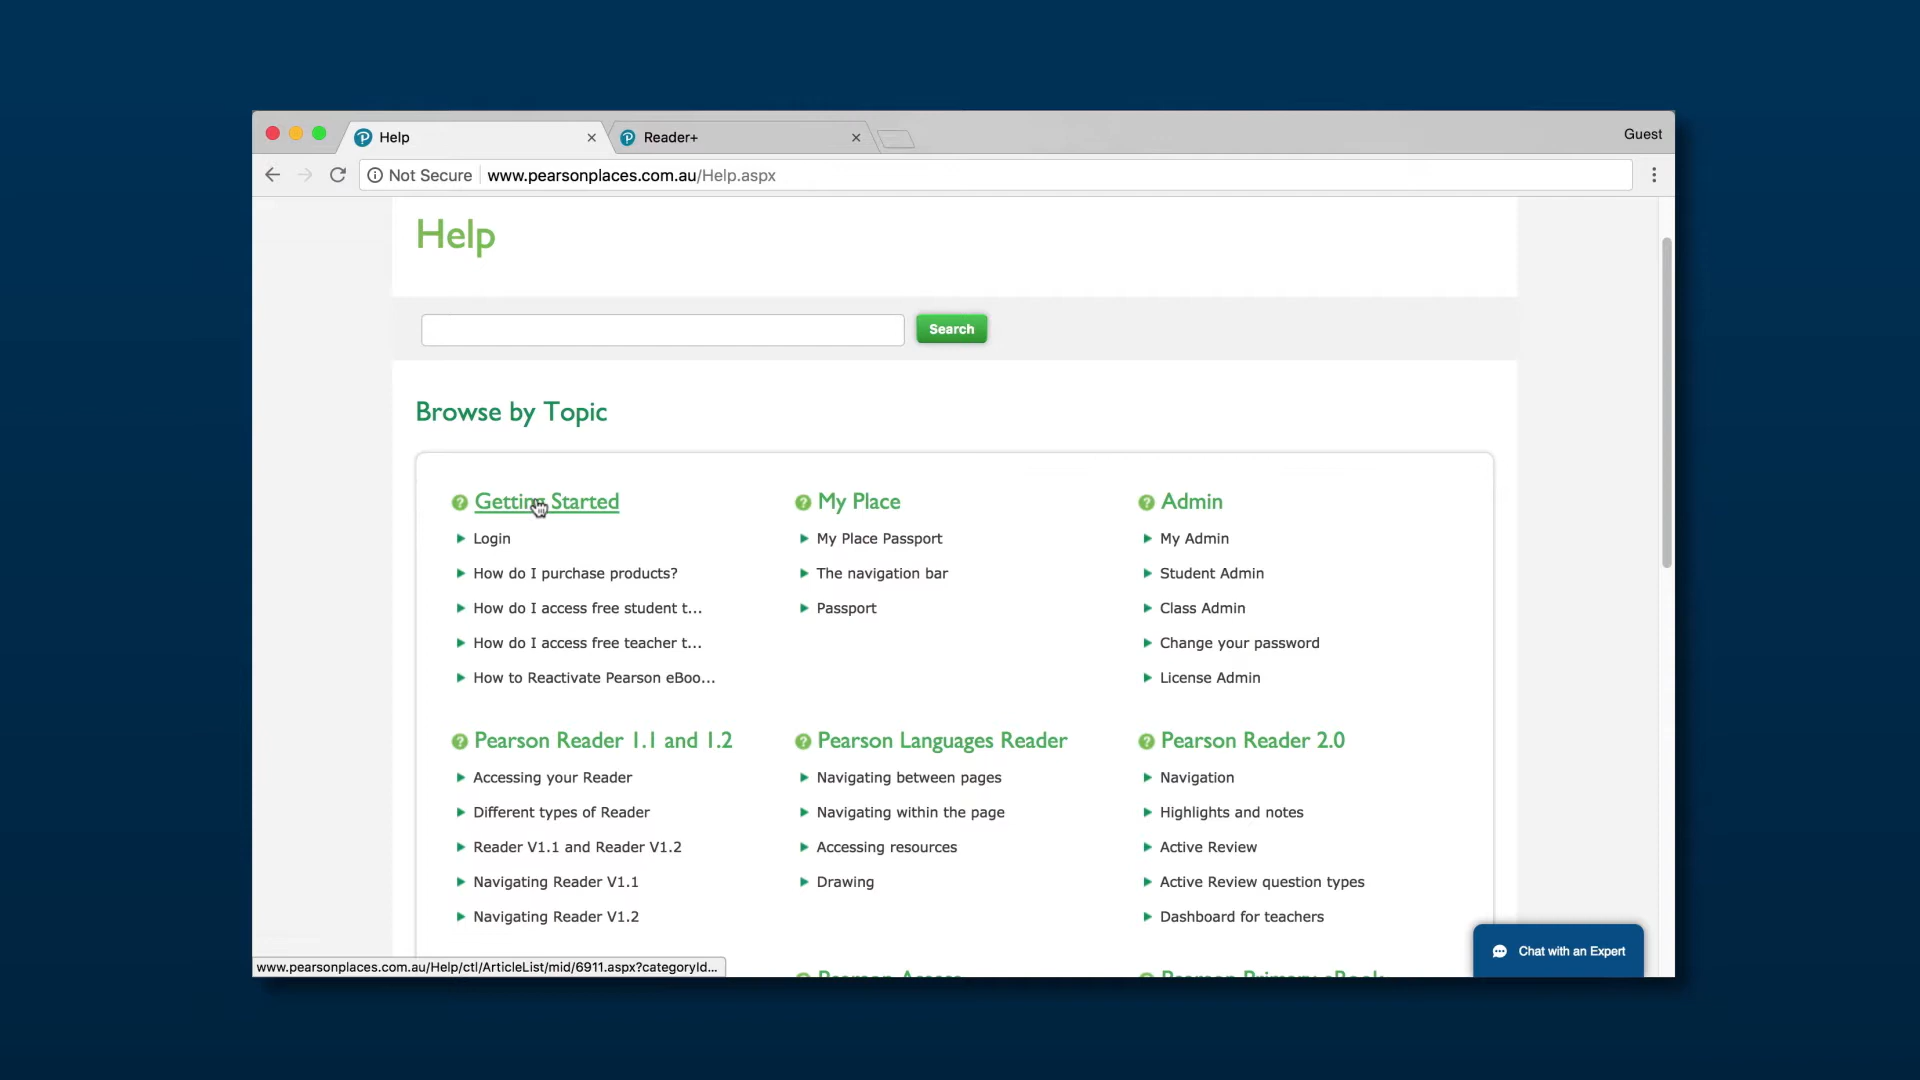 Help
Reader+
Guest
Not Secure www.pearsonplaces.com.au/Help.aspx
Help
Search
Browse by Topic
Getting Started
Login
How do I purchase products?
How do I access free student t...
How do I access free teacher t...
How to Reactivate Pearson eBoo...
My Place
My Place Passport
The navigation bar
Passport
Admin
My Admin
Student Admin
Class Admin
Change your password
License Admin
Pearson Reader 1.1 and 1.2
Accessing your Reader
Different types of Reader
Reader V1.1 and Reader V1.2
Navigating Reader V1.1
Navigating Reader V1.2
Pearson Languages Reader
Navigating between pages
Navigating within the page
Accessing resources
Drawing
Pearson Reader 2.0
Navigation
Highlights and notes
Active Review
Active Review question types
Dashboard for teachers
Chat with an Expert
www.pearsonplaces.com.au/Help/ctl/ArticleList/mid/6911.aspx?categoryId...
Pearson Access
Pearson Primary eBook